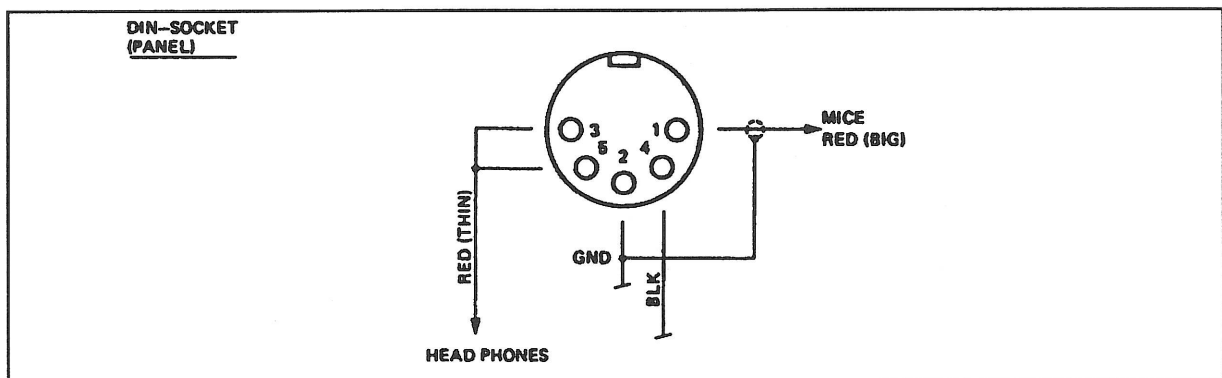 DIN-SOCKET
(PANEL)
3
1
5
2
4
MICE
RED (BIG)
RED (THIN)
GND
BLK
HEAD PHONES